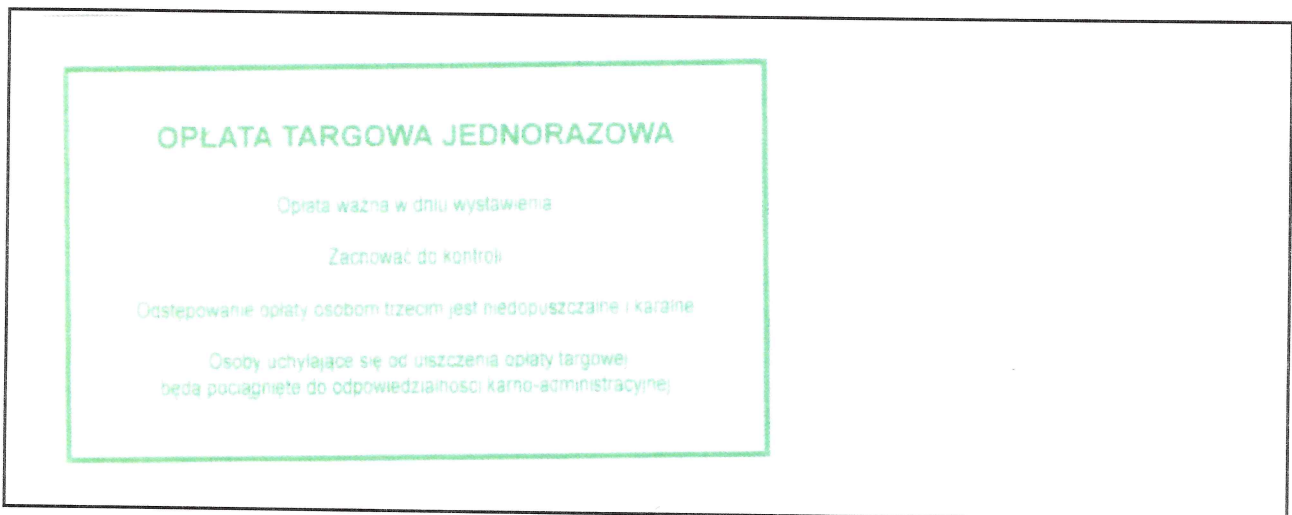 OPŁATA TARGOWA JEDNORAZOWA
Opłata ważna w dniu wystawienia
Zachować do kontroli
Odstępowanie opłaty osobom trzecim jest niedopuszczalne i karalne
Osoby uchylające się od uiszczenia opłaty targowej
będą pociągnięte do odpowiedzialności karno-administracyjnej